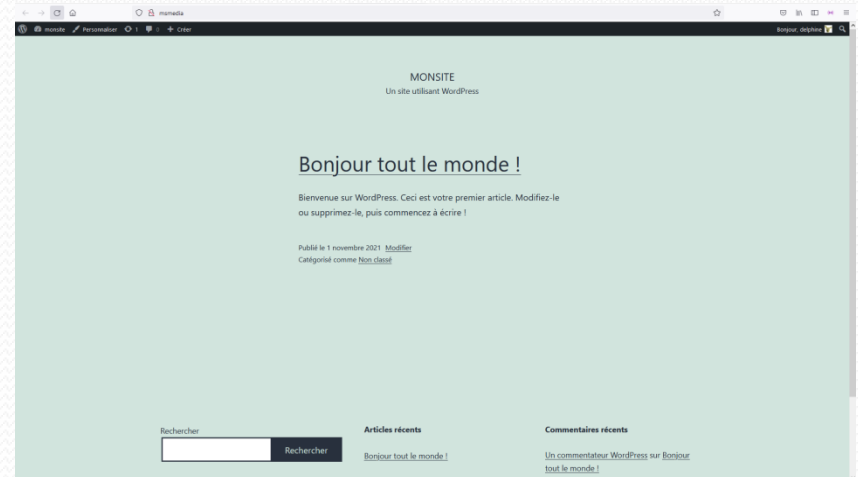 msmedia
monsite Personnaliser 1 Créer Bonjour, delphine
MONSITE
Un site utilisant WordPress
Bonjour tout le monde !
Bienvenue sur WordPress. Ceci est votre premier article. Modifiez-le
ou supprimez-le, puis commencez à écrire !
Publié le 1 novembre 2021 Modifier
Catégorisé comme Non classé
Rechercher
Rechercher
Articles récents
Bonjour tout le monde !
Commentaires récents
Un commentateur WordPress sur Bonjour
tout le monde !